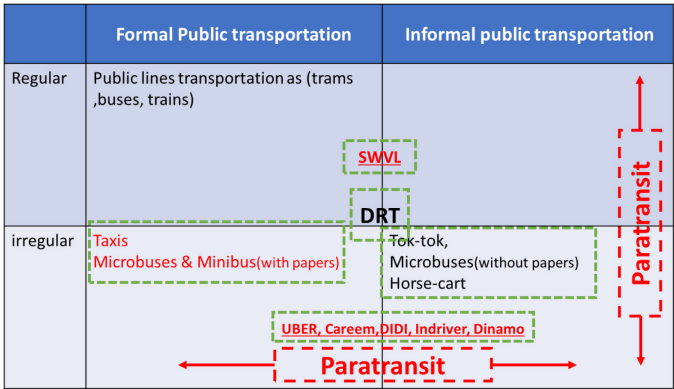 Formal Public transportation
Informal public transportation
Regular
Public lines transportation as (trams
,buses, trains)
SWVL
DRT
irregular
Taxis
Microbuses & Minibus(with papers)
Tok-tok,
Microbuses(without papers)
Horse-cart
UBER, Careem,DIDI, Indriver, Dinamo
Paratransit
Paratransit